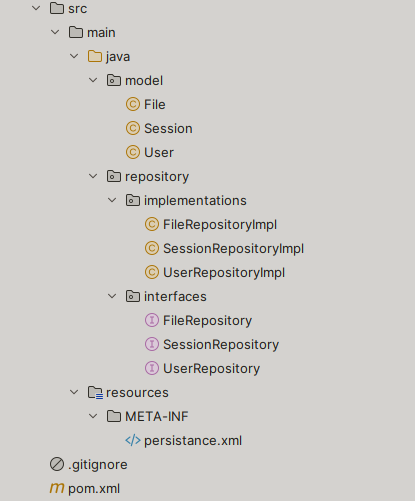 src
main
java
model
File
Session
User
repository
implementations
FileRepositoryImpl
SessionRepositoryImpl
UserRepositoryImpl
interfaces
FileRepository
SessionRepository
UserRepository
resources
META-INF
persistance.xml
.gitignore
pom.xml